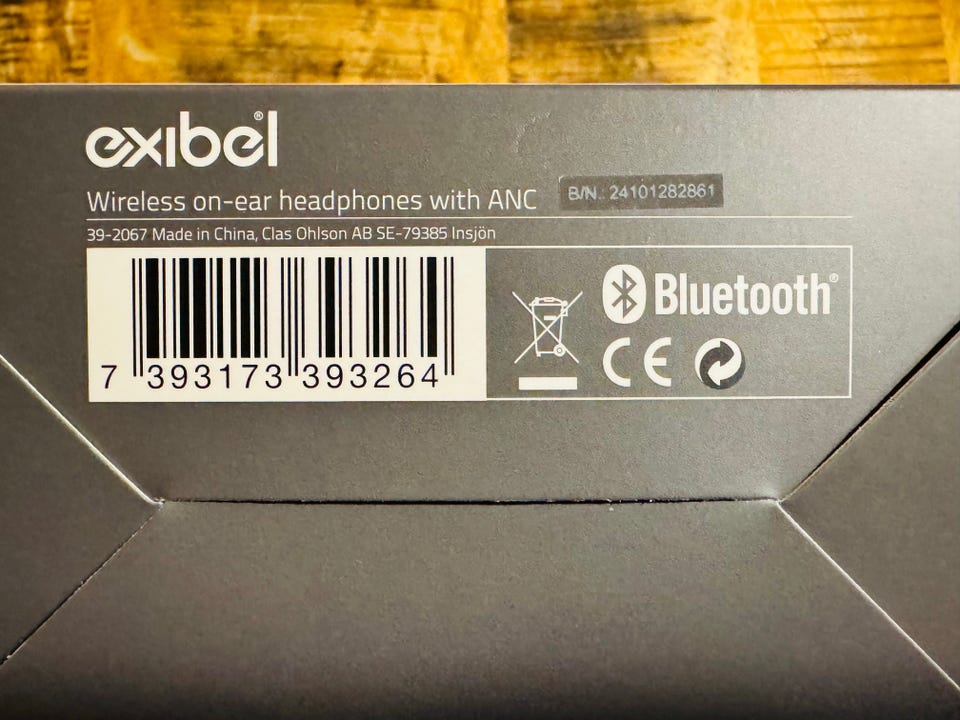 exibel®
Wireless on-ear headphones with ANC
B/N.: 24101282861
39-2067 Made in China, Clas Ohlson AB SE-79385 Insjön
7 393173 393264
Bluetooth®
CE